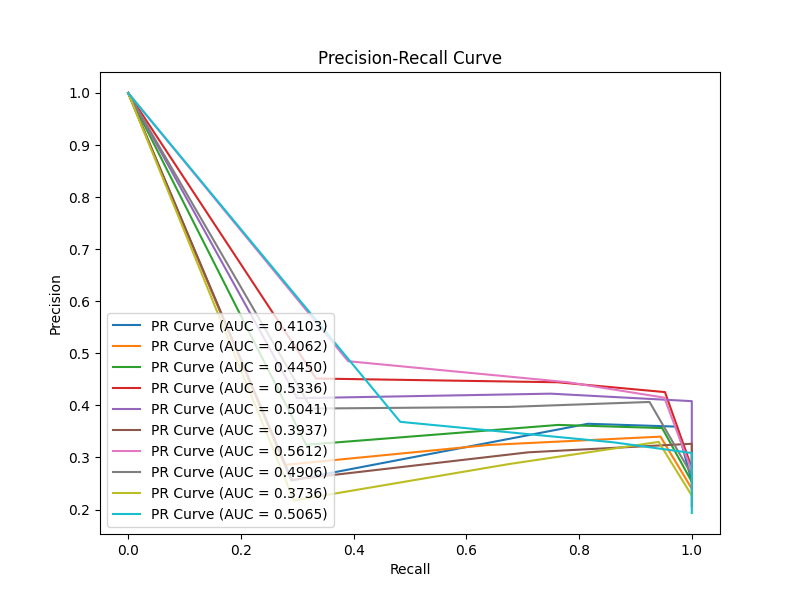 Precision-Recall Curve
1.0
0.9
0.8
0.7
0.6
0.5
0.4
0.3
0.2
Precision
PR Curve (AUC = 0.4103)
PR Curve (AUC = 0.4062)
PR Curve (AUC = 0.4450)
PR Curve (AUC = 0.5336)
PR Curve (AUC = 0.5041)
PR Curve (AUC = 0.3937)
PR Curve (AUC = 0.5612)
PR Curve (AUC = 0.4906)
PR Curve (AUC = 0.3736)
PR Curve (AUC = 0.5065)
0.0 0.2 0.4 0.6 0.8 1.0
Recall